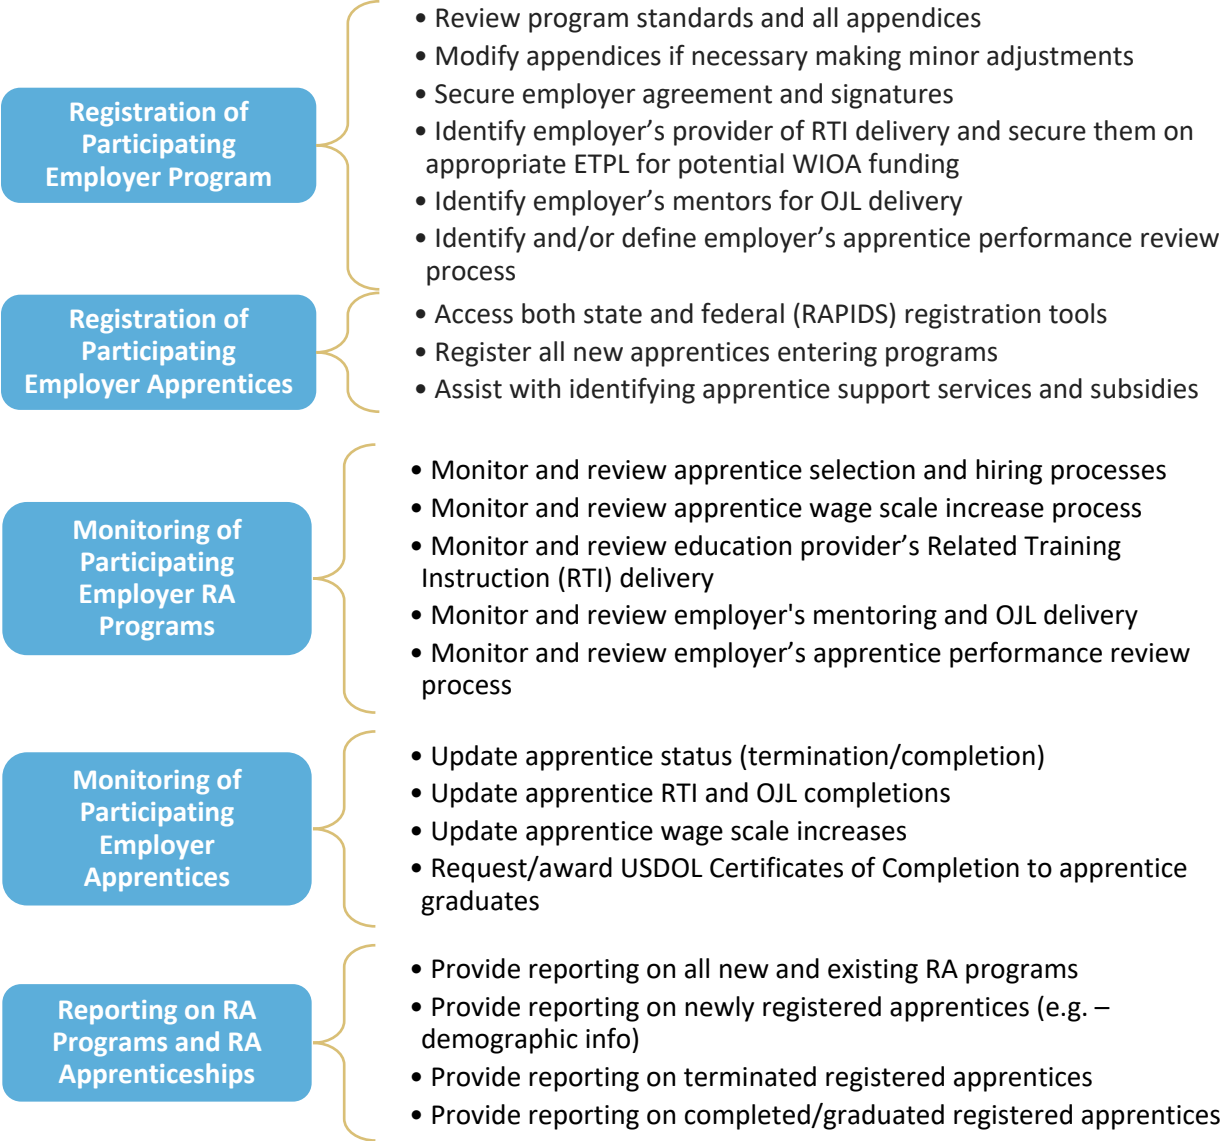 Registration of
Participating
Employer Program
• Review program standards and all appendices
• Modify appendices if necessary making minor adjustments
• Secure employer agreement and signatures
• Identify employer’s provider of RTI delivery and secure them on
appropriate ETPL for potential WIOA funding
• Identify employer’s mentors for OJL delivery
• Identify and/or define employer’s apprentice performance review
process
Registration of
Participating
Employer Apprentices
• Access both state and federal (RAPIDS) registration tools
• Register all new apprentices entering programs
• Assist with identifying apprentice support services and subsidies
Monitoring of
Participating
Employer RA
Programs
• Monitor and review apprentice selection and hiring processes
• Monitor and review apprentice wage scale increase process
• Monitor and review education provider’s Related Training
Instruction (RTI) delivery
• Monitor and review employer's mentoring and OJL delivery
• Monitor and review employer’s apprentice performance review
process
Monitoring of
Participating
Employer
Apprentices
• Update apprentice status (termination/completion)
• Update apprentice RTI and OJL completions
• Update apprentice wage scale increases
• Request/award USDOL Certificates of Completion to apprentice
graduates
Reporting on RA
Programs and RA
Apprenticeships
• Provide reporting on all new and existing RA programs
• Provide reporting on newly registered apprentices (e.g. –
demographic info)
• Provide reporting on terminated registered apprentices
• Provide reporting on completed/graduated registered apprentices